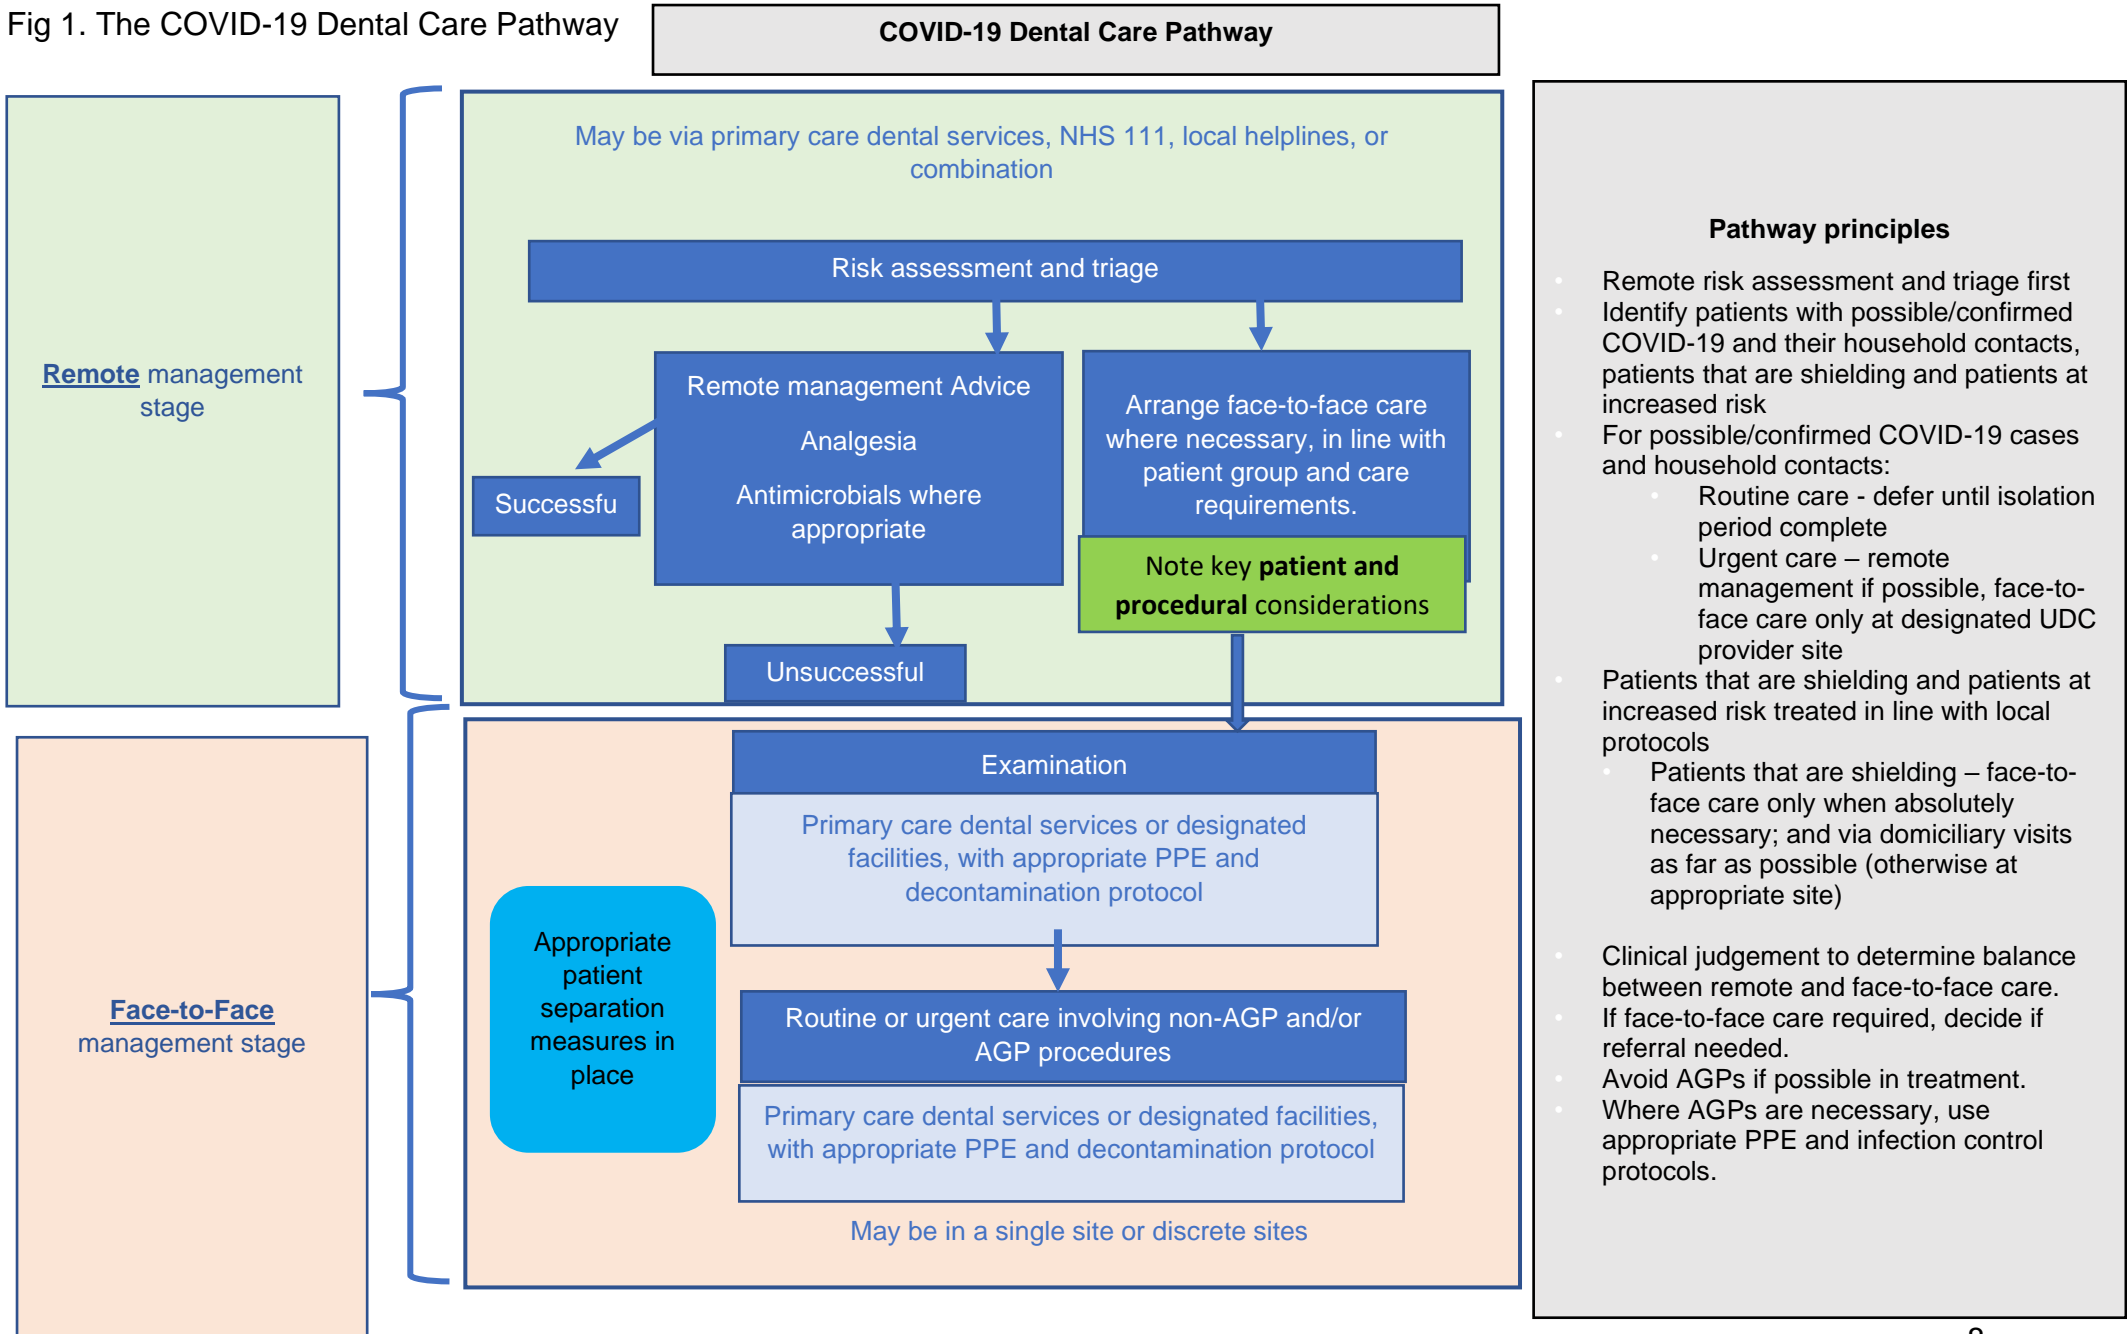 Fig 1. The COVID-19 Dental Care Pathway
COVID-19 Dental Care Pathway
Remote management
stage
May be via primary care dental services, NHS 111, local helplines, or
combination
Risk assessment and triage
Remote management Advice
Analgesia
Antimicrobials where
appropriate
Arrange face-to-face care
where necessary, in line with
patient group and care
requirements.
Successfu
Note key patient and
procedural considerations
Unsuccessful
Face-to-Face
management stage
Examination
Primary care dental services or designated
facilities, with appropriate PPE and
decontamination protocol
Appropriate
patient
separation
measures in
place
Routine or urgent care involving non-AGP and/or
AGP procedures
Primary care dental services or designated facilities,
with appropriate PPE and decontamination protocol
May be in a single site or discrete sites
Pathway principles
• Remote risk assessment and triage first
• Identify patients with possible/confirmed
COVID-19 and their household contacts,
patients that are shielding and patients at
increased risk
• For possible/confirmed COVID-19 cases
and household contacts:
• Routine care - defer until isolation
period complete
• Urgent care – remote
management if possible, face-to-
face care only at designated UDC
provider site
• Patients that are shielding and patients at
increased risk treated in line with local
protocols
• Patients that are shielding – face-to-
face care only when absolutely
necessary; and via domiciliary visits
as far as possible (otherwise at
appropriate site)
• Clinical judgement to determine balance
between remote and face-to-face care.
• If face-to-face care required, decide if
referral needed.
• Avoid AGPs if possible in treatment.
• Where AGPs are necessary, use
appropriate PPE and infection control
protocols.